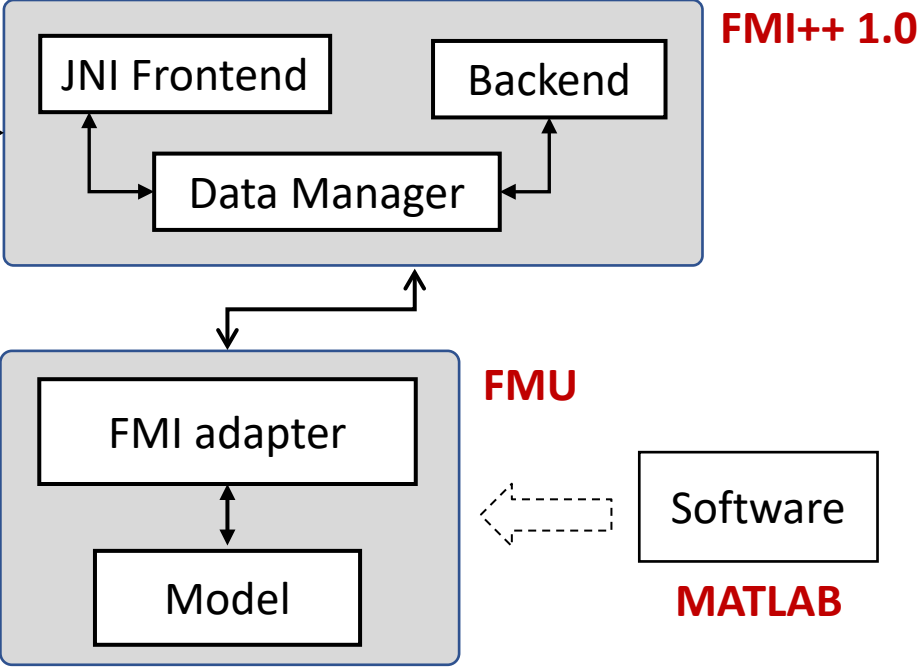 FMI++ 1.0
JNI Frontend
Backend
Data Manager
FMU
FMI adapter
Software
Model
MATLAB